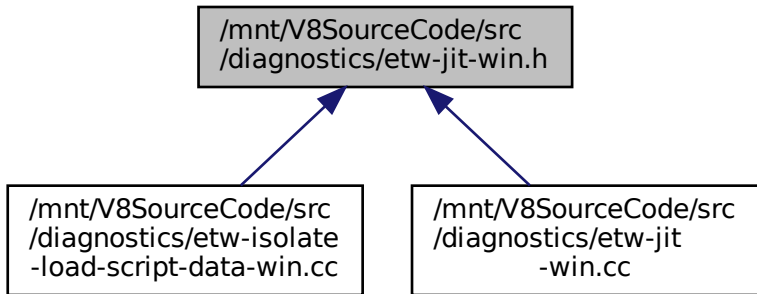 /mnt/V8SourceCode/src
/diagnostics/etw-jit-win.h
/mnt/V8SourceCode/src
/diagnostics/etw-isolate
-load-script-data-win.cc
/mnt/V8SourceCode/src
/diagnostics/etw-jit
-win.cc